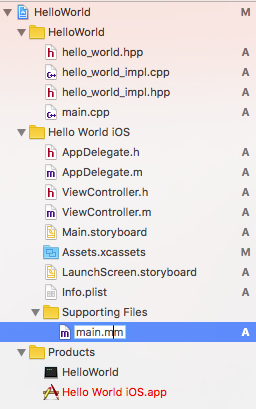 HelloWorld M
HelloWorld
hello_world.hpp A
hello_world_impl.cpp A
hello_world_impl.hpp A
main.cpp A
Hello World iOS
AppDelegate.h A
AppDelegate.m A
ViewController.h A
ViewController.m A
Main.storyboard A
Assets.xcassets M
LaunchScreen.storyboard A
Info.plist A
Supporting Files
main.mm A
Products
HelloWorld
Hello World iOS.app